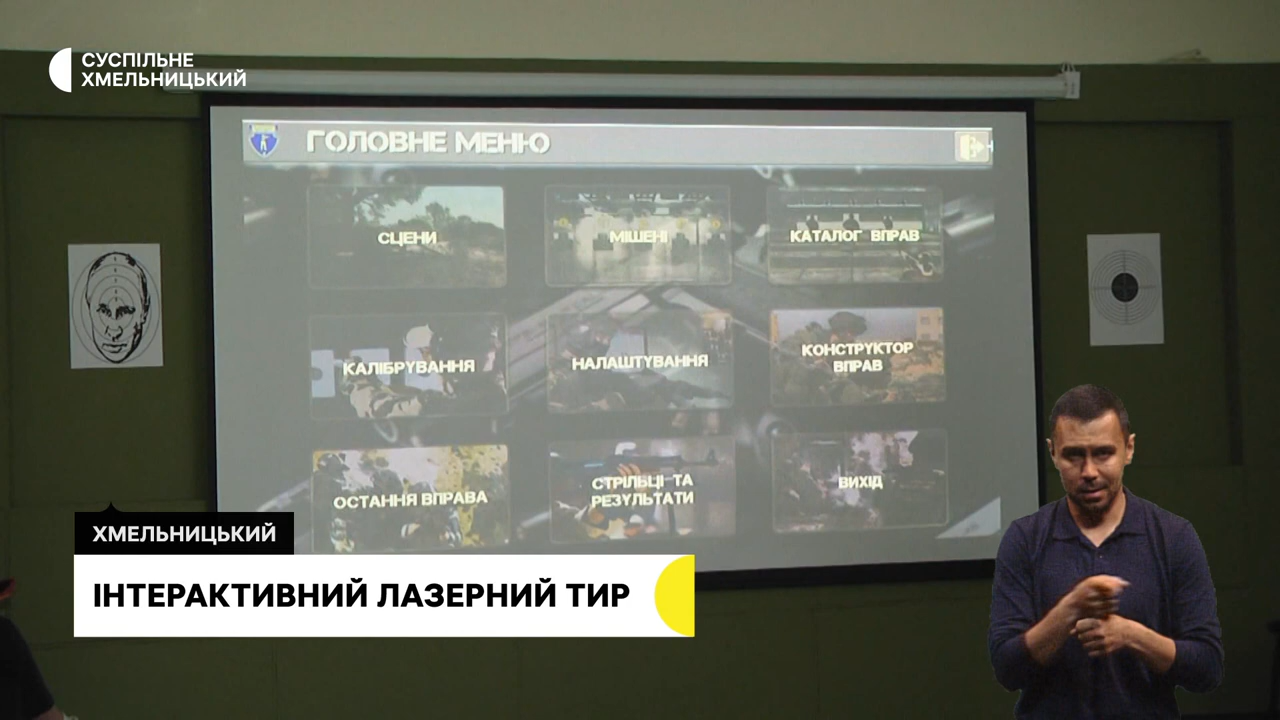 СУСПІЛЬНЕ
ХМЕЛЬНИЦЬКИЙ
ГОЛОВНЕ МЕНЮ
СЦЕНИ
МІШЕНІ
КАТАЛОГ ВПРАВ
КАЛІБРУВАННЯ
НАЛАШТУВАННЯ
КОНСТРУКТОР
ВПРАВ
ОСТАННЯ ВПРАВА
СТРІЛЬЦІ ТА
РЕЗУЛЬТАТИ
ВИХІД
ХМЕЛЬНИЦЬКИЙ
ІНТЕРАКТИВНИЙ ЛАЗЕРНИЙ ТИР